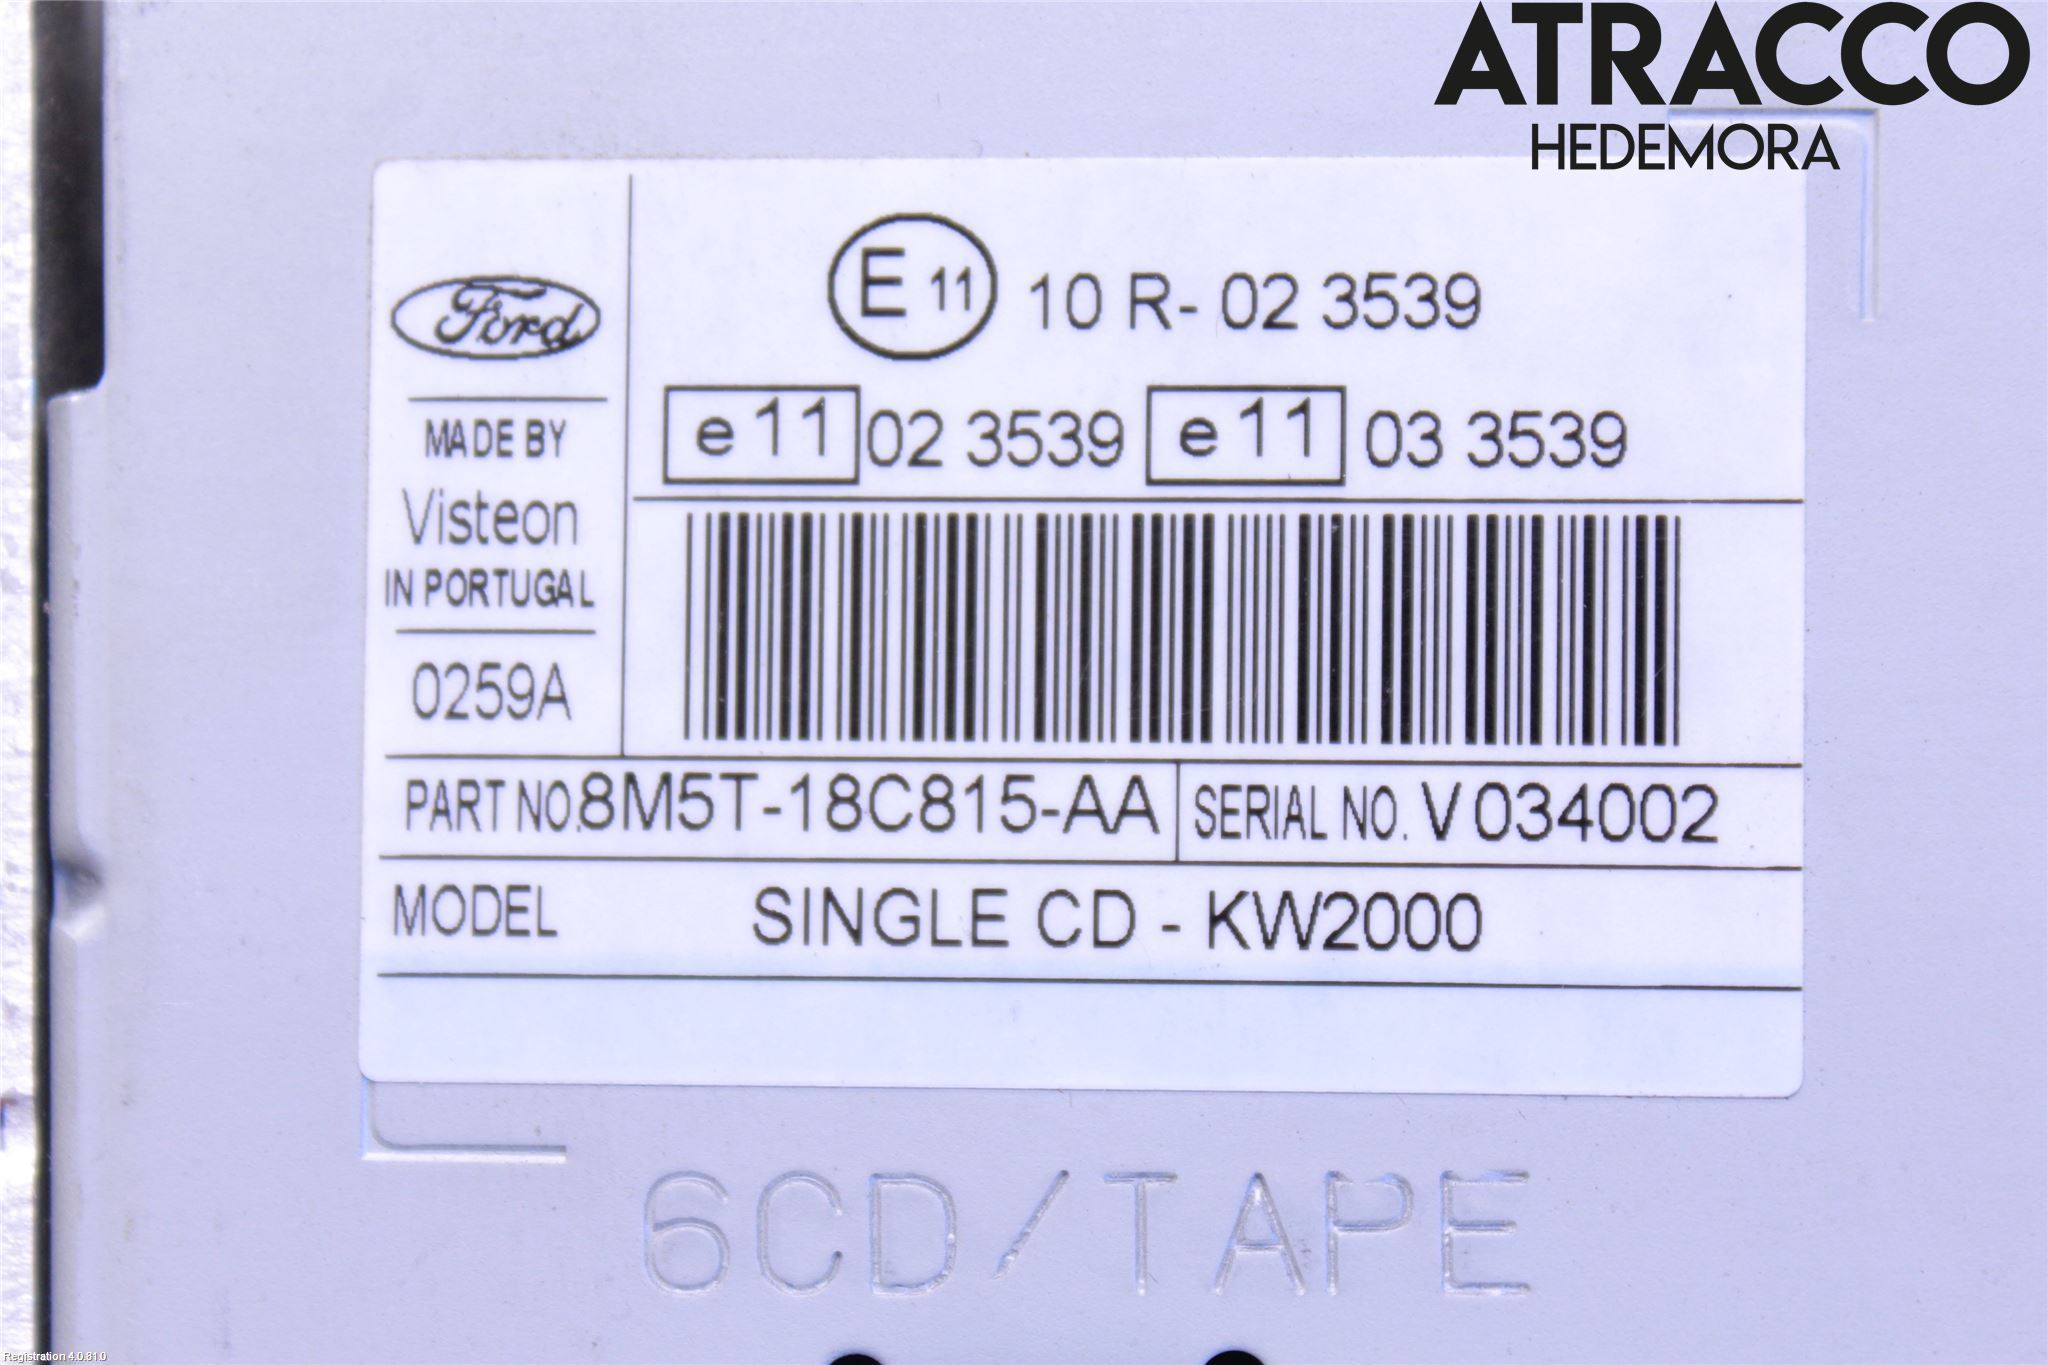 ATRACCO
HEDEMORA
Ford
E 11 10 R- 02 3539
e 11 02 3539 e 11 03 3539
MADE BY
Visteon
IN PORTUGAL
0259A
PART NO. 8M5T-18C815-AA SERIAL NO. V 034002
MODEL SINGLE CD - KW2000
6CD/TAPE
Registration 4.0.81.0